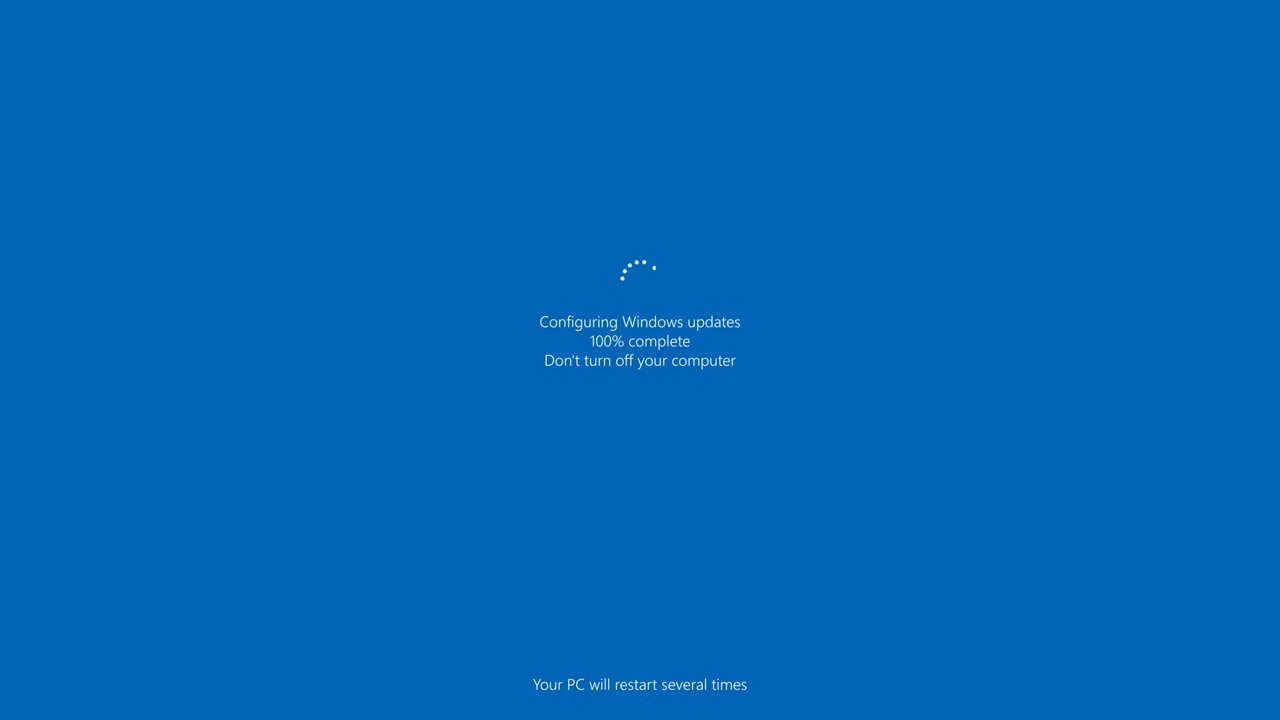 Configuring Windows updates
100% complete
Don't turn off your computer
Your PC will restart several times